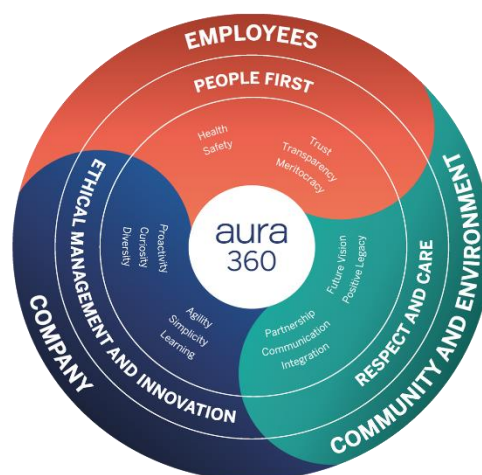 EMPLOYEES
PEOPLE FIRST
Health
Safety
Trust
Transparency
Meritocracy
COMMUNITY AND ENVIRONMENT
RESPECT AND CARE
Future Vision
Positive Legacy
Partnership
Communication
Integration
COMPANY
ETHICAL MANAGEMENT AND INNOVATION
Proactivity
Curiosity
Diversity
Agility
Simplicity
Learning
aura
360